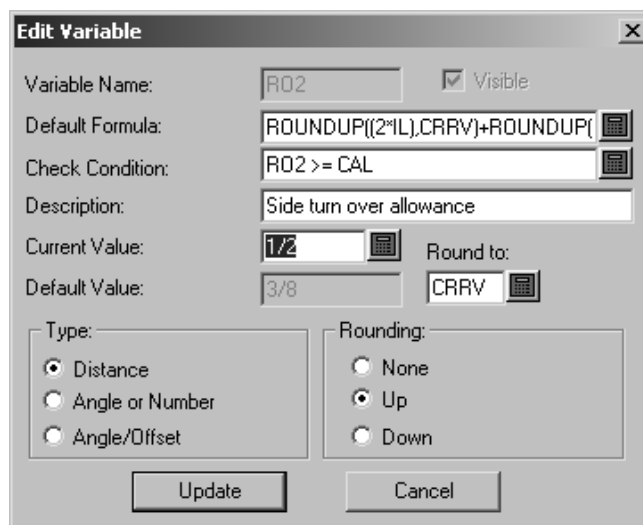 Edit Variable
Variable Name: RO2 Visible
Default Formula: ROUNDUP((2*IL),CRRV)+ROUNDUP(
Check Condition: RO2 >= CAL
Description: Side turn over allowance
Current Value: 1/2 Round to:
Default Value: 3/8 CRRV
Type: Rounding:
Distance None
Angle or Number Up
Angle/Offset Down
Update Cancel